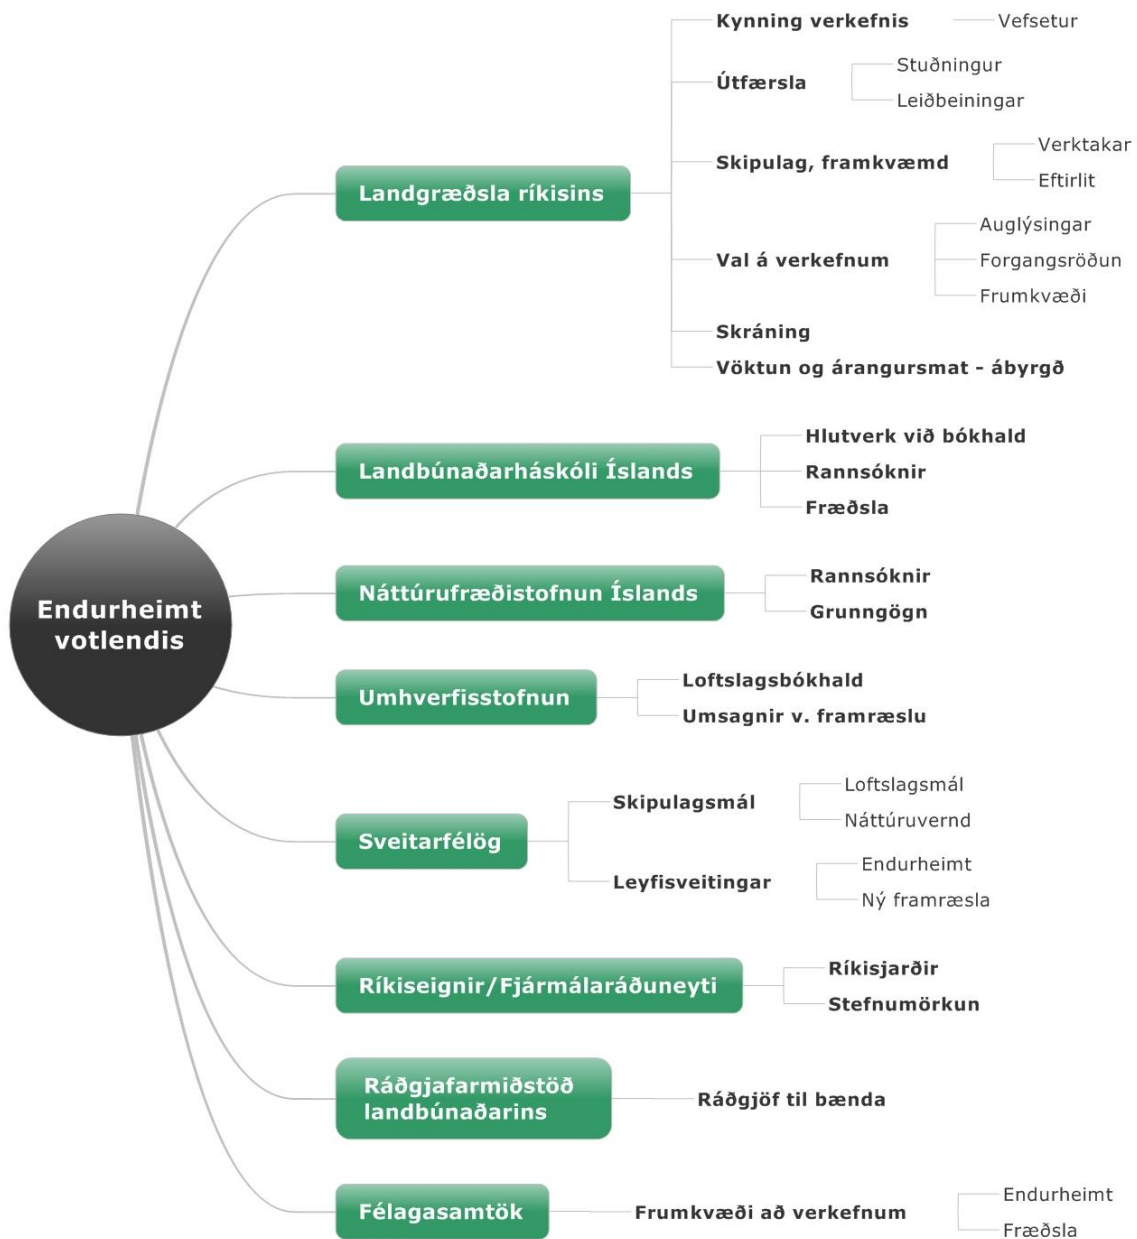 Endurheimt
votlendis
Landgræðsla ríkisins
Kynning verkefnis
Vefsetur
Útfærsla
Stuðningur
Leiðbeiningar
Skipulag, framkvæmd
Verktakar
Eftirlit
Val á verkefnum
Auglýsingar
Forgangsröðun
Frumkvæði
Skráning
Vöktun og árangursmat - ábyrgð
Landbúnaðarháskóli Íslands
Hlutverk við bókhald
Rannsóknir
Fræðsla
Náttúrufræðistofnun Íslands
Rannsóknir
Grunngögn
Umhverfisstofnun
Loftslagsbókhald
Umsagnir v. framræslu
Sveitarfélög
Skipulagsmál
Loftslagsmál
Náttúruvernd
Leyfisveitingar
Endurheimt
Ný framræsla
Ríkiseignir/Fjármálaráðuneyti
Ríkisjarðir
Stefnumörkun
Ráðgjafarmiðstöð
landbúnaðarins
Ráðgjöf til bænda
Félagasamtök
Frumkvæði að verkefnum
Endurheimt
Fræðsla